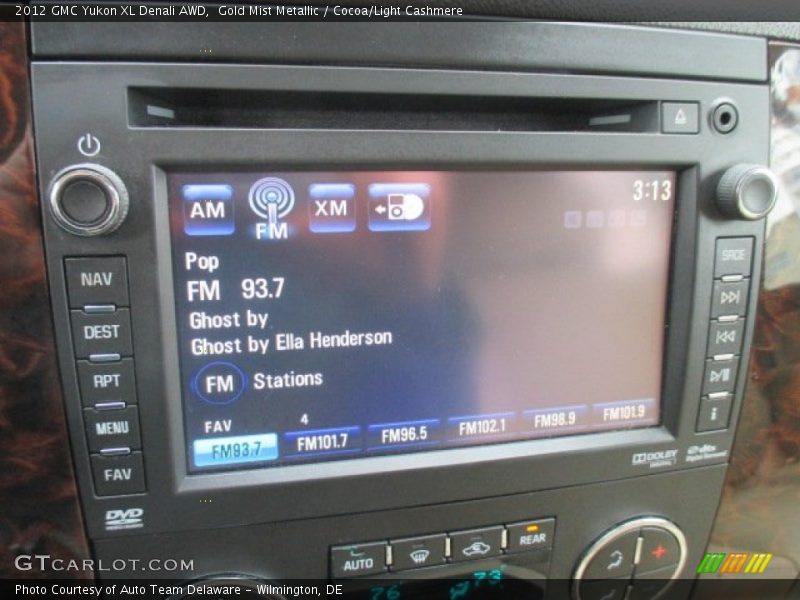 2012 GMC Yukon XL Denali AWD,  Gold Mist Metallic / Cocoa/Light Cashmere
AM
FM
XM
3:13
Pop
FM 93.7
Ghost by
Ghost by Ella Henderson
FM Stations
FAV 4
FM93.7 FM101.7 FM96.5 FM102.1 FM98.9 FM101.9
NAV
DEST
RPT
MENU
FAV
SRCE
i
DVD
DOLBY
AUTO
REAR
76
73
GTCARLOT.COM
Photo Courtesy of Auto Team Delaware - Wilmington, DE